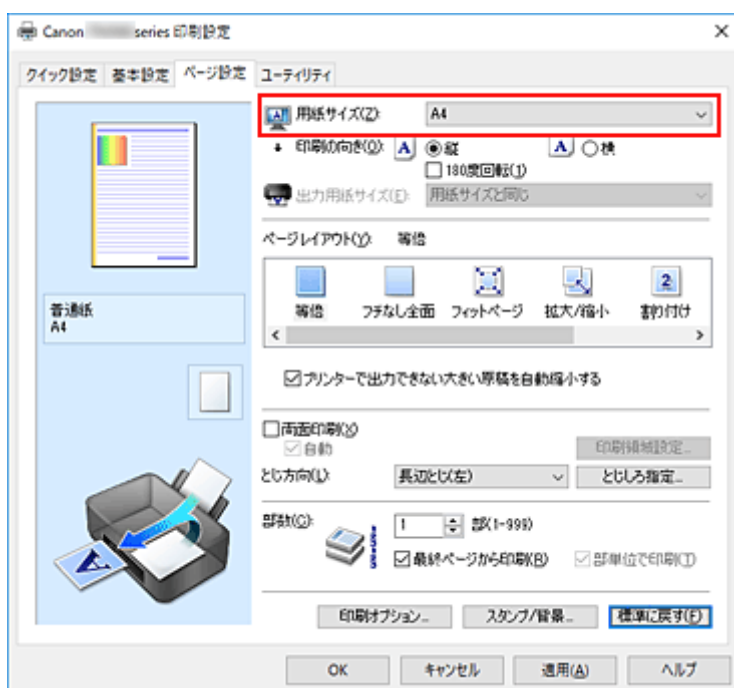 Canon series 印刷設定
クイック設定 基本設定 ページ設定 ユーティリティ
用紙サイズ(Z): A4
印刷の向き(O): A 縦 A 横
180度回転(J)
出力用紙サイズ(E): 用紙サイズと同じ
ページレイアウト(Y): 等倍
等倍 フチなし全面 フィットページ 拡大/縮小 2 割り付け
普通紙
A4
プリンターで出力できない大きい原稿を自動縮小する
両面印刷(X)
自動 印刷領域設定...
とじ方向(L): 長辺とじ(左) とじしろ指定...
部数(C): 1 部(1-999)
最終ページから印刷(R) 部単位で印刷(T)
印刷オプション... スタンプ/背景... 標準に戻す(F)
OK キャンセル 適用(A) ヘルプ